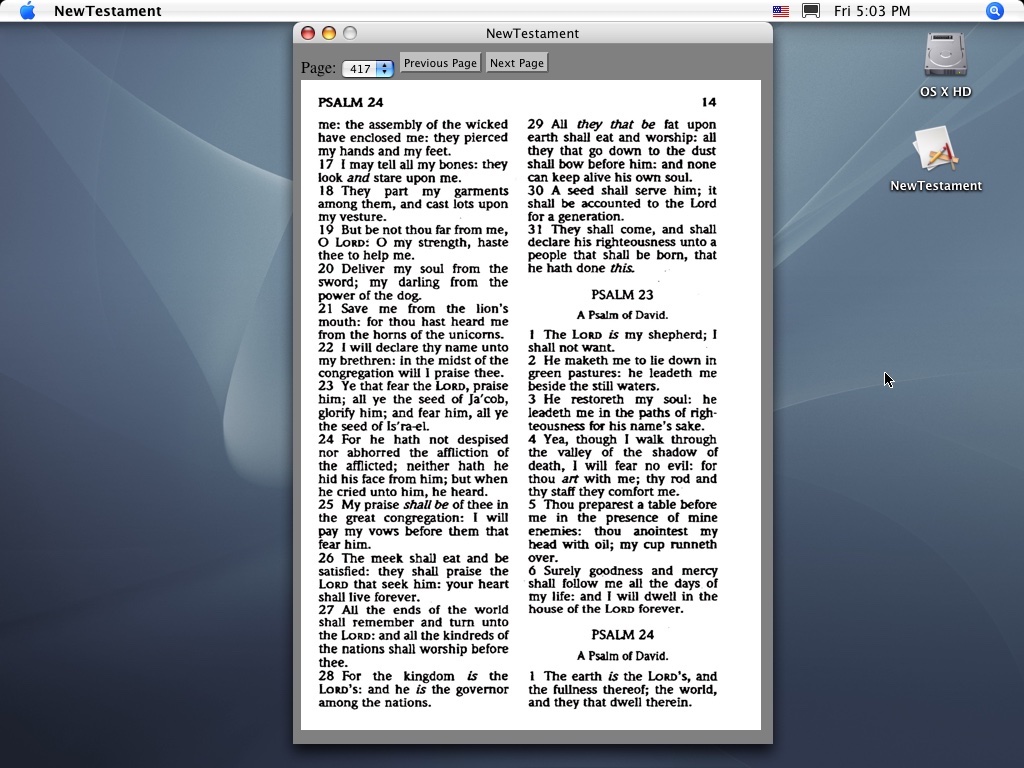 NewTestament
Fri 5:03 PM
NewTestament
Page: 417 Previous Page Next Page
PSALM 24
14
me: the assembly of the wicked
have enclosed me: they pierced
my hands and my feet.
17 I may tell all my bones: they
look and stare upon me.
18 They part my garments
among them, and cast lots upon
my vesture.
19 But be not thou far from me,
O LORD: O my strength, haste
thee to help me.
20 Deliver my soul from the
sword; my darling from the
power of the dog.
21 Save me from the lion's
mouth: for thou hast heard me
from the horns of the unicorns.
22 I will declare thy name unto
my brethren: in the midst of the
congregation will I praise thee.
23 Ye that fear the LORD, praise
him; all ye the seed of Ja'cob,
glorify him; and fear him, all ye
the seed of Is'ra-el.
24 For he hath not despised
nor abhorred the affliction of
the afflicted; neither hath he
hid his face from him; but when
he cried unto him, he heard.
25 My praise shall be of thee in
the great congregation: I will
pay my vows before them that
fear him.
26 The meek shall eat and be
satisfied: they shall praise the
LORD that seek him: your heart
shall live forever.
27 All the ends of the world
shall remember and turn unto
the LORD: and all the kindreds of
the nations shall worship before
thee.
28 For the kingdom is the
LORD's: and he is the governor
among the nations.
29 All they that be fat upon
earth shall eat and worship: all
they that go down to the dust
shall bow before him: and none
can keep alive his own soul.
30 A seed shall serve him; it
shall be accounted to the Lord
for a generation.
31 They shall come, and shall
declare his righteousness unto a
people that shall be born, that
he hath done this.
PSALM 23
A Psalm of David.
1 The LORD is my shepherd; I
shall not want.
2 He maketh me to lie down in
green pastures: he leadeth me
beside the still waters.
3 He restoreth my soul: he
leadeth me in the paths of righ-
teousness for his name's sake.
4 Yea, though I walk through
the valley of the shadow of
death, I will fear no evil: for
thou art with me; thy rod and
thy staff they comfort me.
5 Thou preparest a table before
me in the presence of mine
enemies: thou anointest my
head with oil; my cup runneth
over.
6 Surely goodness and mercy
shall follow me all the days of
my life: and I will dwell in the
house of the LORD forever.
PSALM 24
A Psalm of David.
1 The earth is the LORD's, and
the fullness thereof; the world,
and they that dwell therein.
OS X HD
NewTestament